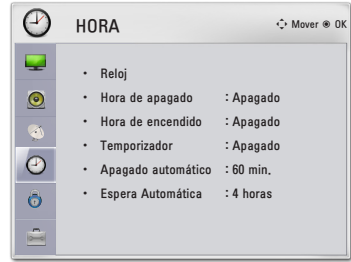 HORA
Mover ◉ OK
• Reloj
• Hora de apagado : Apagado
• Hora de encendido : Apagado
• Temporizador : Apagado
• Apagado automático : 60 min.
• Espera Automática : 4 horas